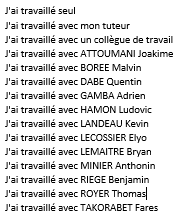 J'ai travaillé seul
J'ai travaillé avec mon tuteur
J'ai travaillé avec un collègue de travail
J'ai travaillé avec ATTOUMANI Joakime
J'ai travaillé avec BOREE Malvin
J'ai travaillé avec DABE Quentin
J'ai travaillé avec GAMBA Adrien
J'ai travaillé avec HAMON Ludovic
J'ai travaillé avec LANDEAU Kevin
J'ai travaillé avec LECOSSIER Elyo
J'ai travaillé avec LEMAITRE Bryan
J'ai travaillé avec MINIER Anthonin
J'ai travaillé avec RIEGE Benjamin
J'ai travaillé avec ROYER Thomas
J'ai travaillé avec TAKORABET Fares